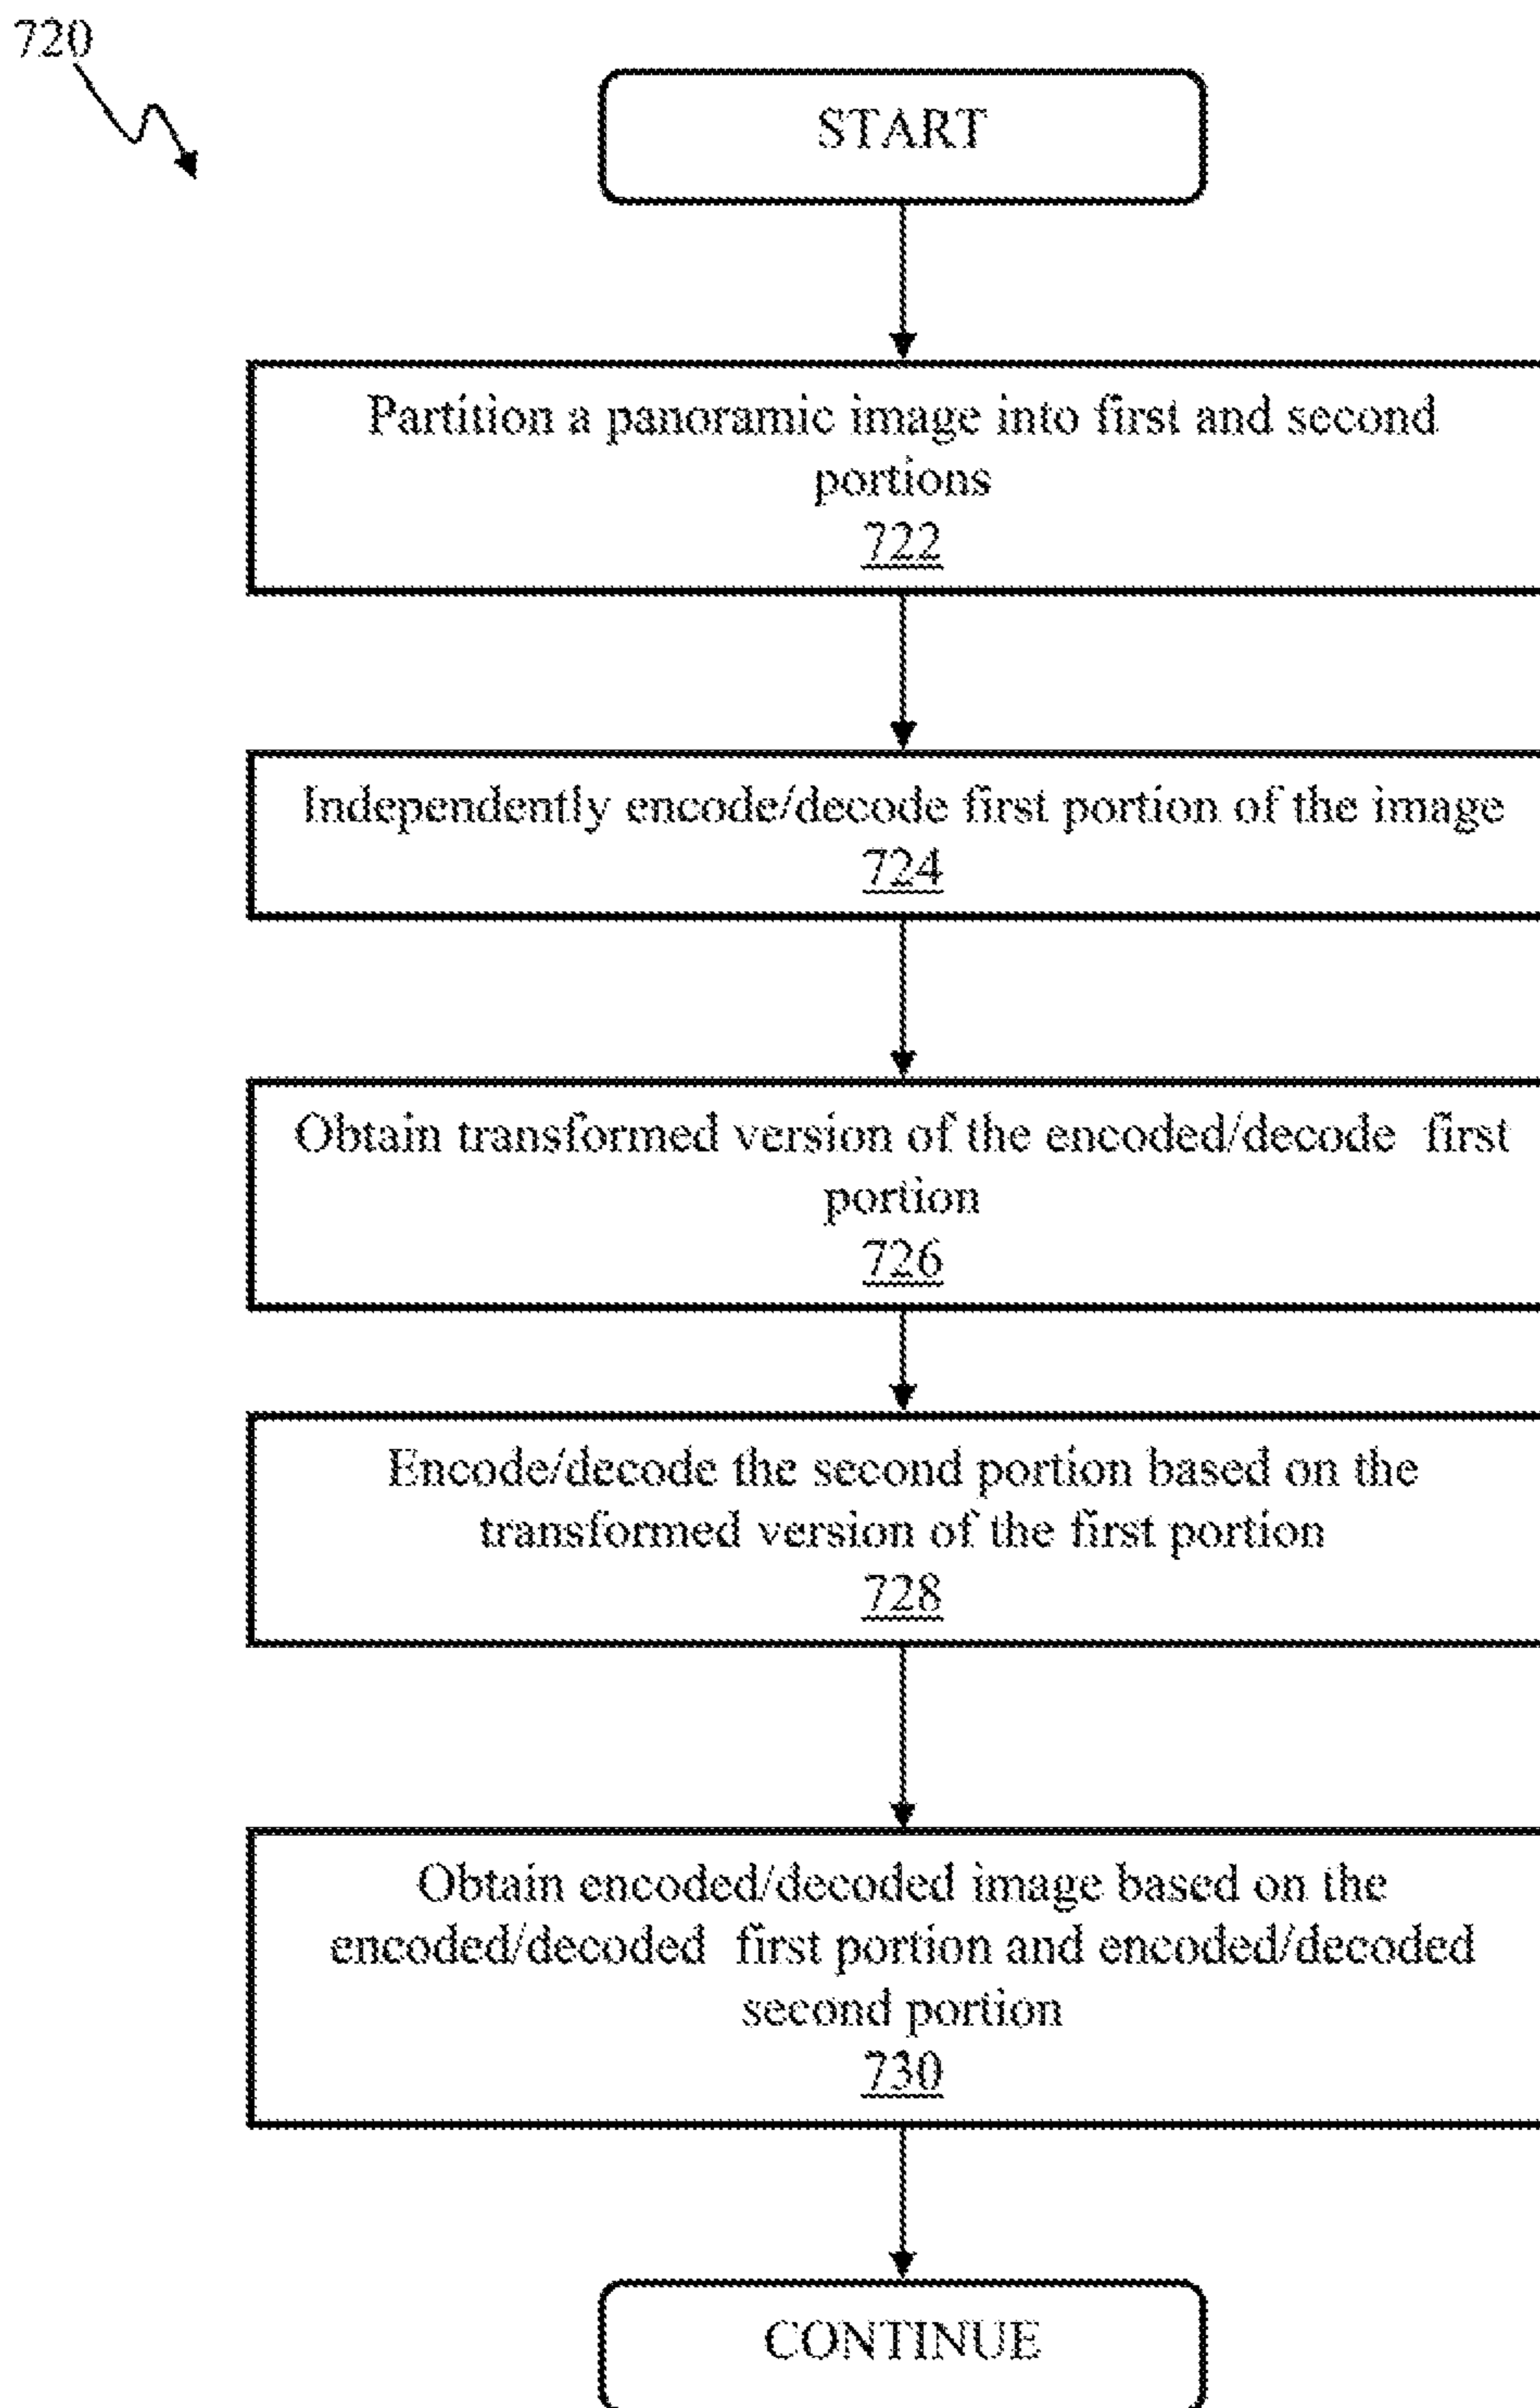 720
START
Partition a panoramic image into first and second
portions
722
Independently encode/decode first portion of the image
724
Obtain transformed version of the encoded/decode first
portion
726
Encode/decode the second portion based on the
transformed version of the first portion
728
Obtain encoded/decoded image based on the
encoded/decoded first portion and encoded/decoded
second portion
730
CONTINUE